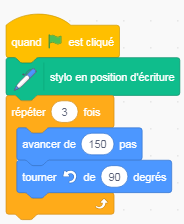 quand est cliqué
stylo en position d'écriture
répéter 3 fois
avancer de 150 pas
tourner de 90 degrés